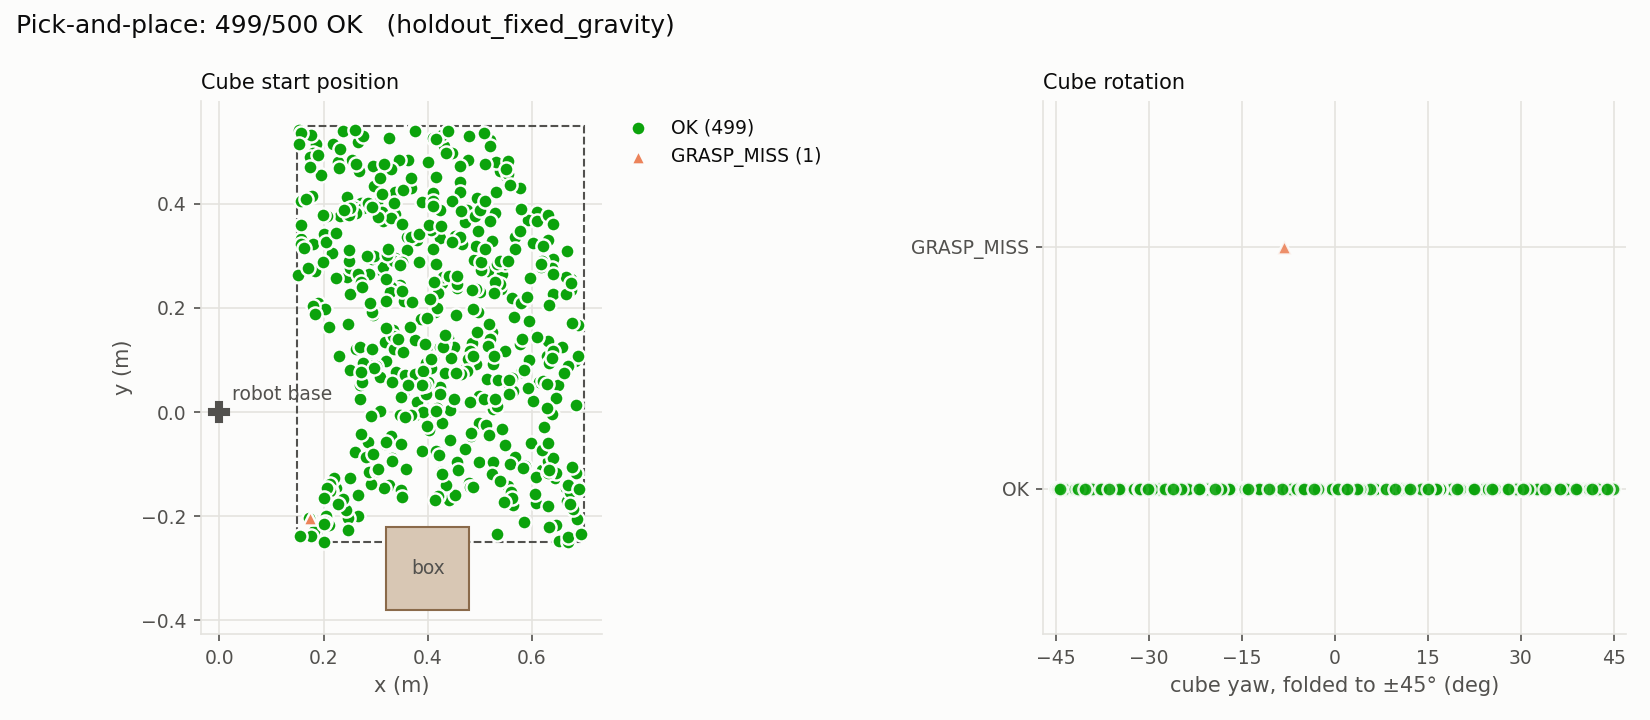 Pick-and-place: 499/500 OK   (holdout_fixed_gravity)
Cube start position
OK (499)
GRASP_MISS (1)
robot base
box
y (m)
0.4
0.2
0.0
−0.2
−0.4
0.0
0.2
0.4
0.6
x (m)
Cube rotation
GRASP_MISS
OK
−45
−30
−15
0
15
30
45
cube yaw, folded to ±45° (deg)